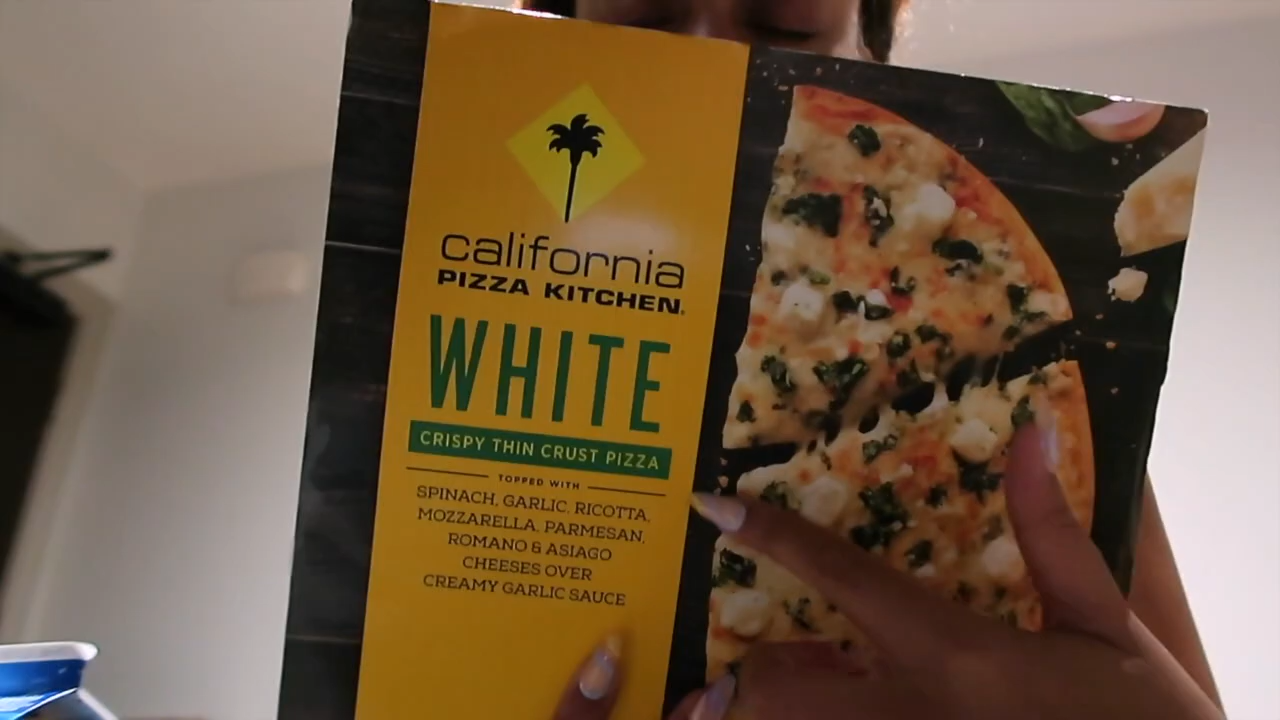 california
PIZZA KITCHEN®
WHITE
CRISPY THIN CRUST PIZZA
TOPPED WITH
SPINACH, GARLIC, RICOTTA,
MOZZARELLA, PARMESAN,
ROMANO & ASIAGO
CHEESES OVER
CREAMY GARLIC SAUCE